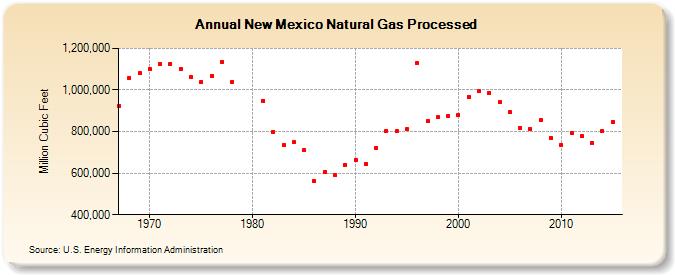 Annual New Mexico Natural Gas Processed
Million Cubic Feet
1,200,000
1,000,000
800,000
600,000
400,000
1970 1980 1990 2000 2010
Source: U.S. Energy Information Administration